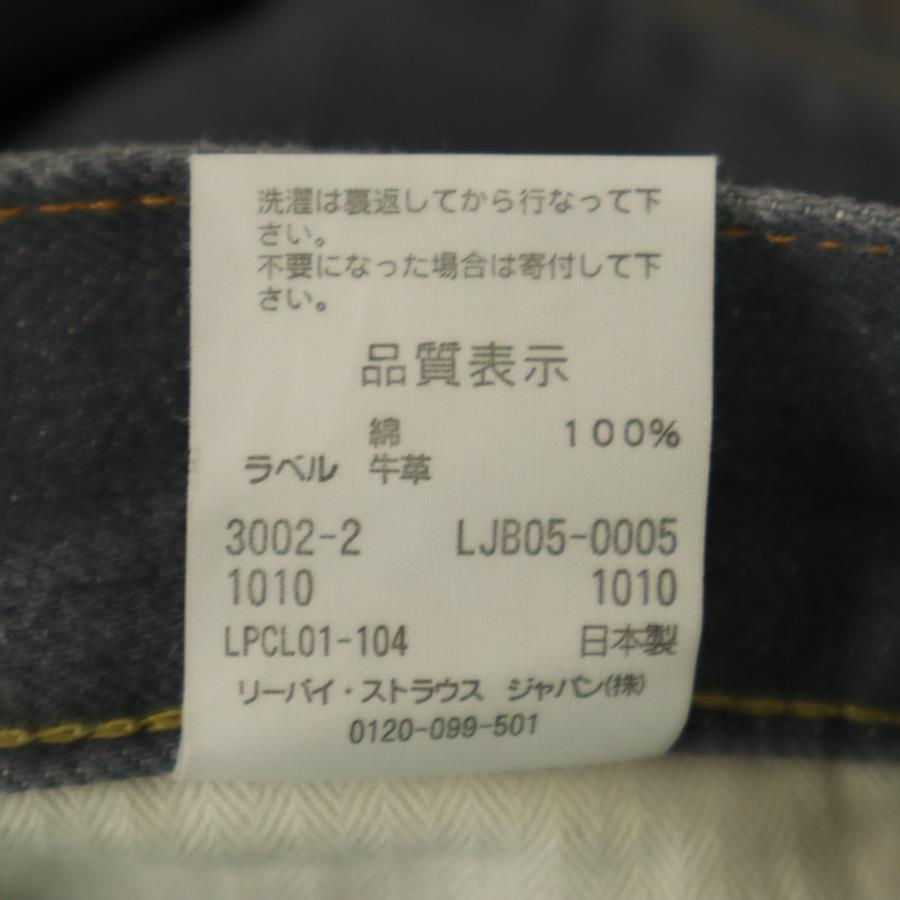 洗濯は裏返してから行なって下
さい。
不要になった場合は寄付して下
さい。
品質表示
綿 100%
ラベル 牛革
3002-2 LJB05-0005
1010 1010
LPCL01-104 日本製
リーバイ・ストラウス ジャパン(株)
0120-099-501